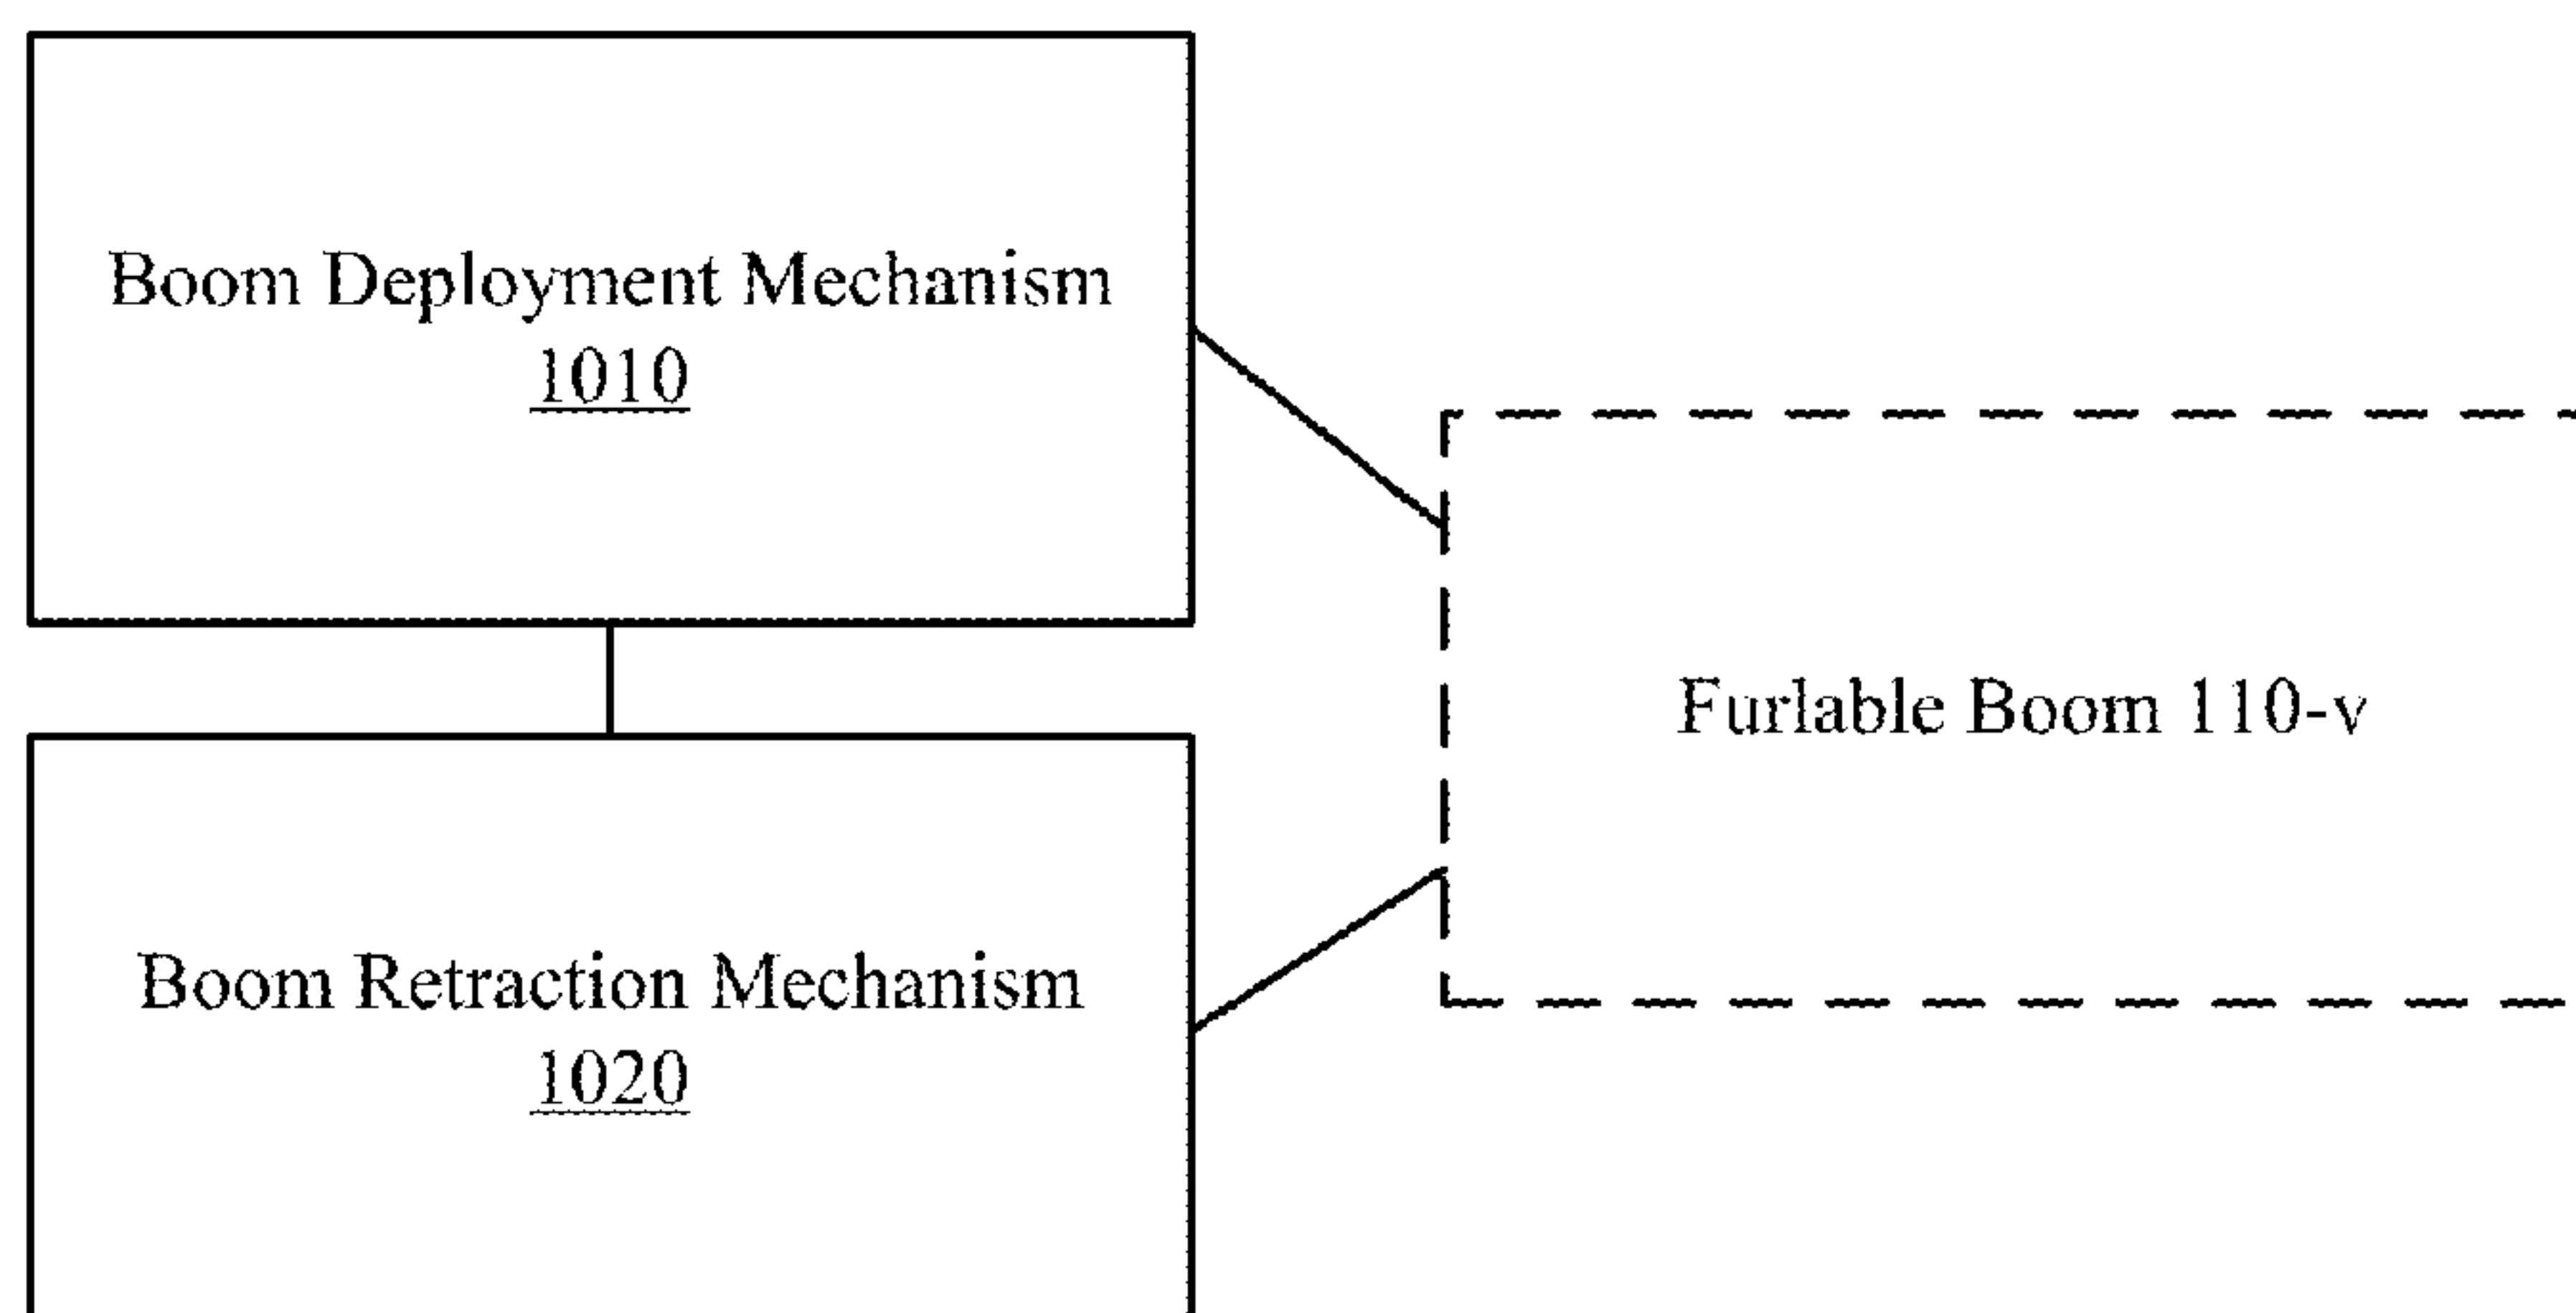 Boom Deployment Mechanism
1010
Furlable Boom 110-v
Boom Retraction Mechanism
1020